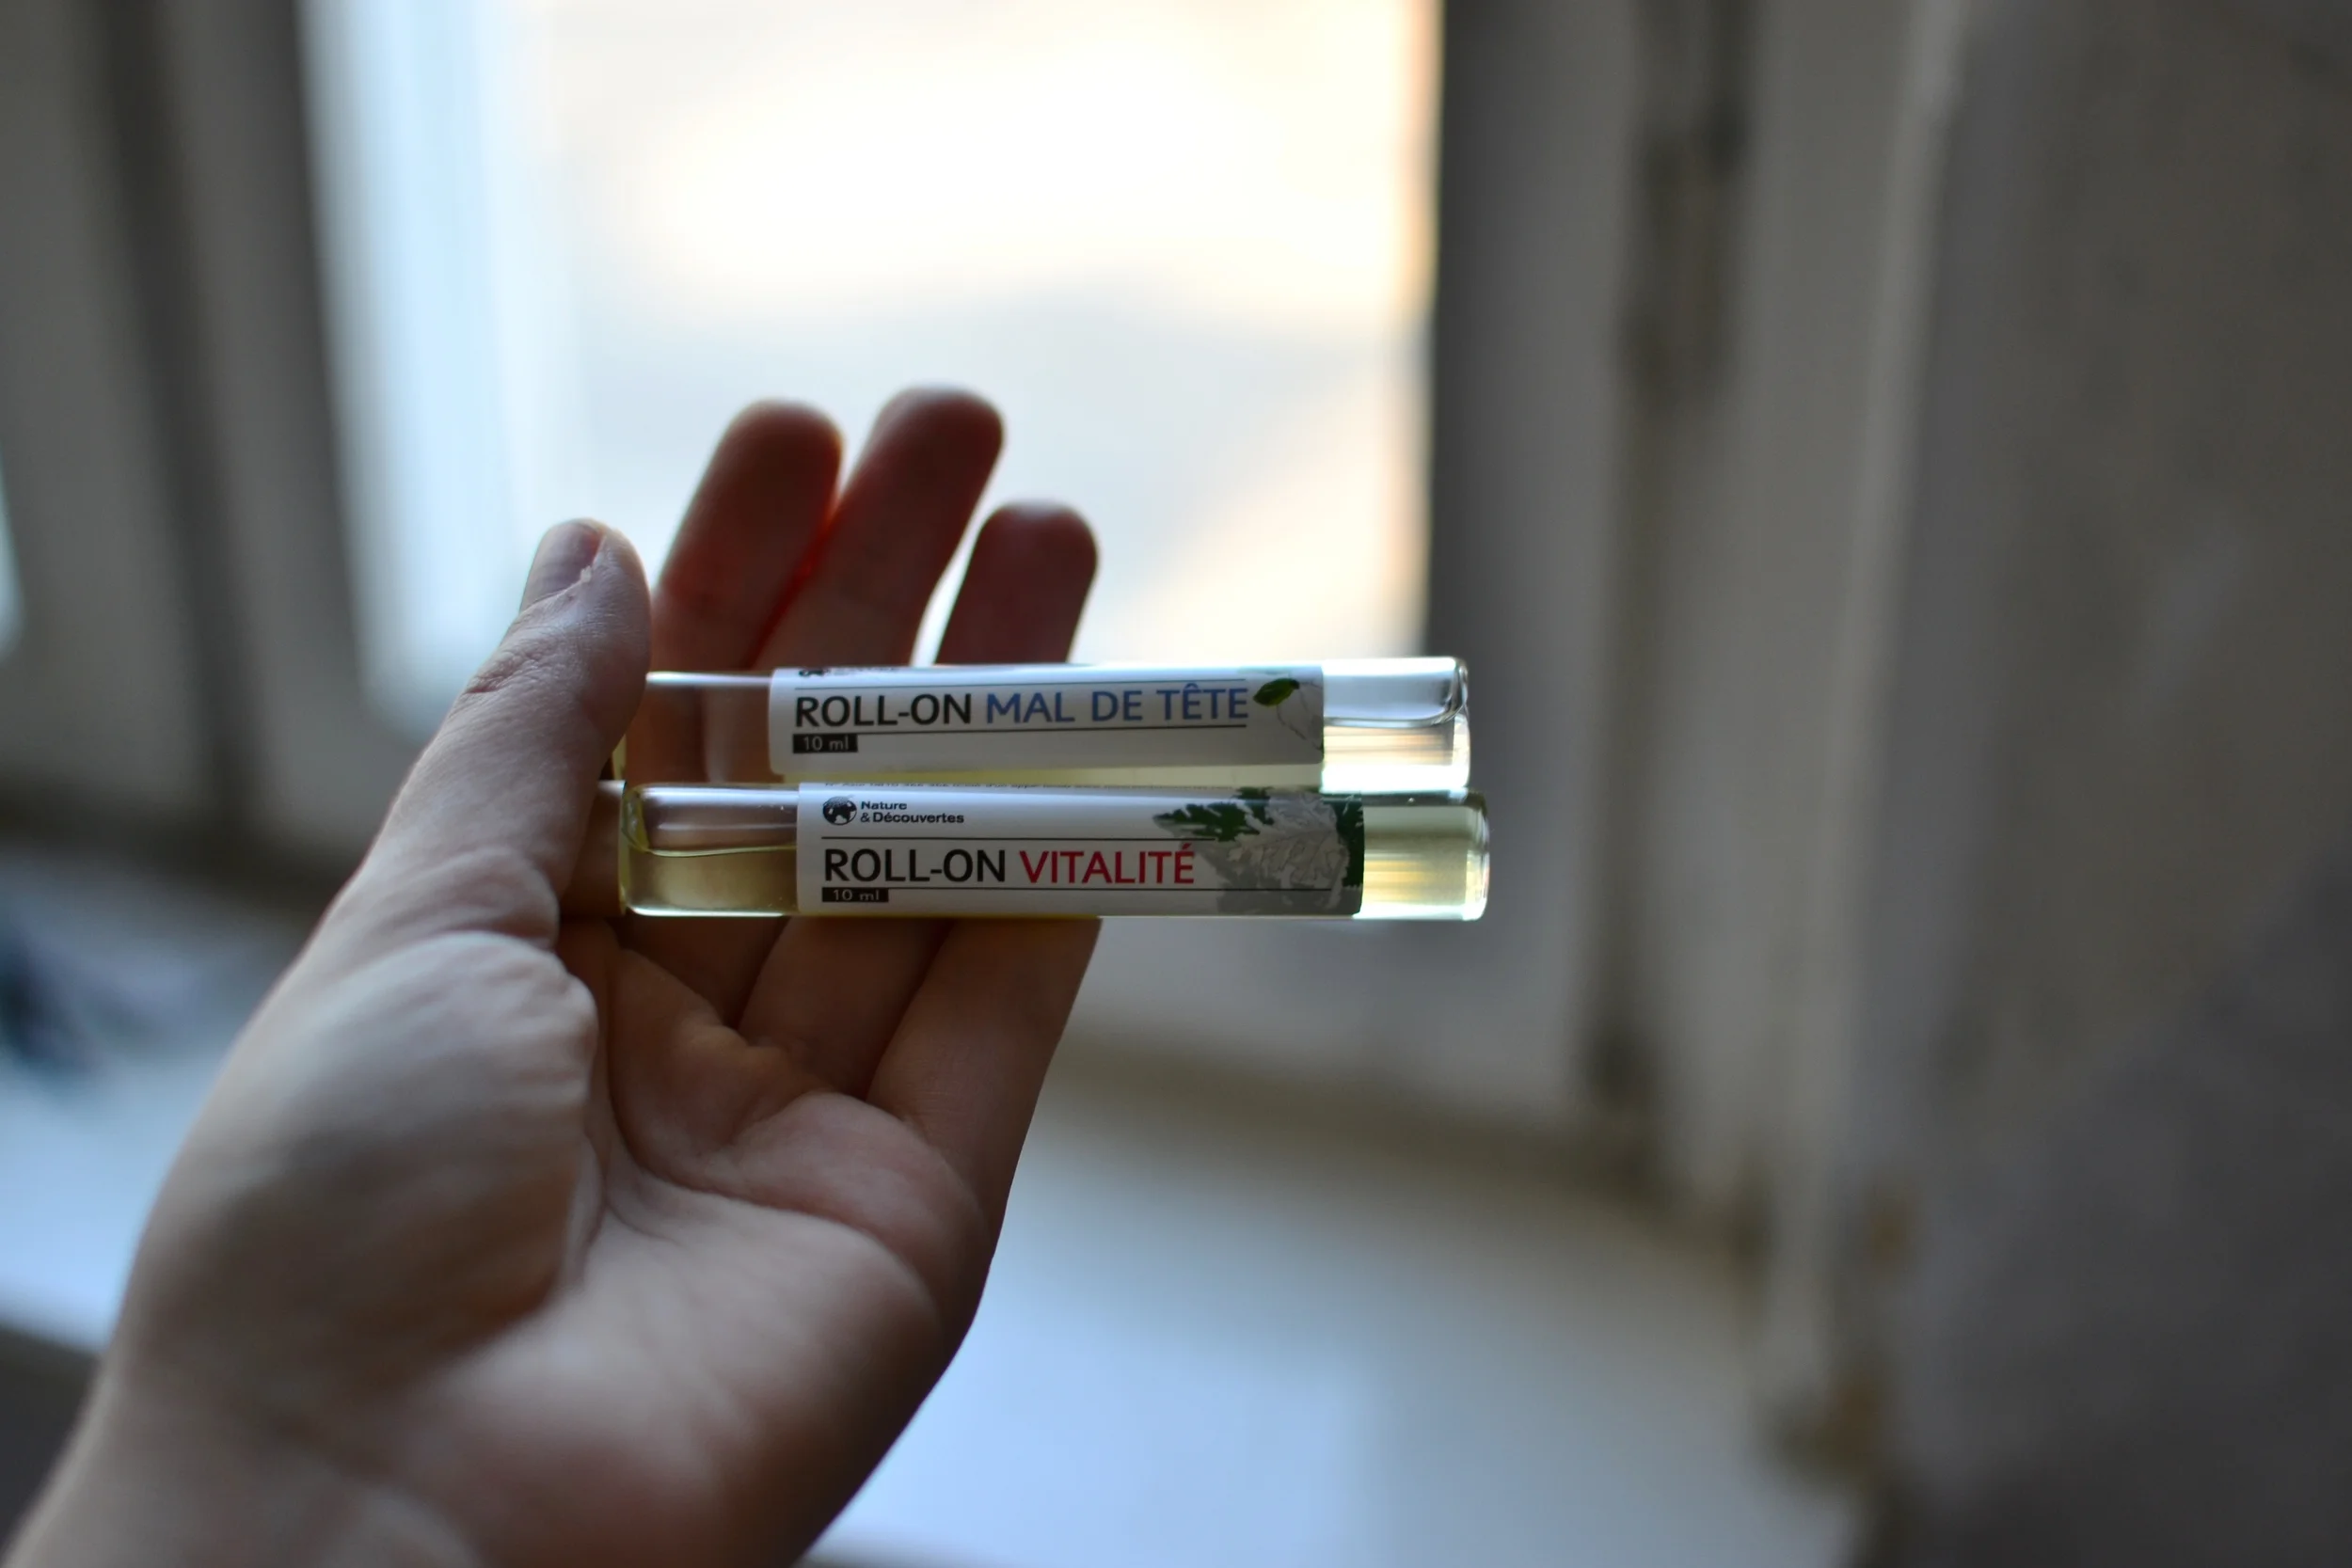 ROLL-ON MAL DE TÊTE
10 ml
Nature
& Découvertes
ROLL-ON VITALITÉ
10 ml